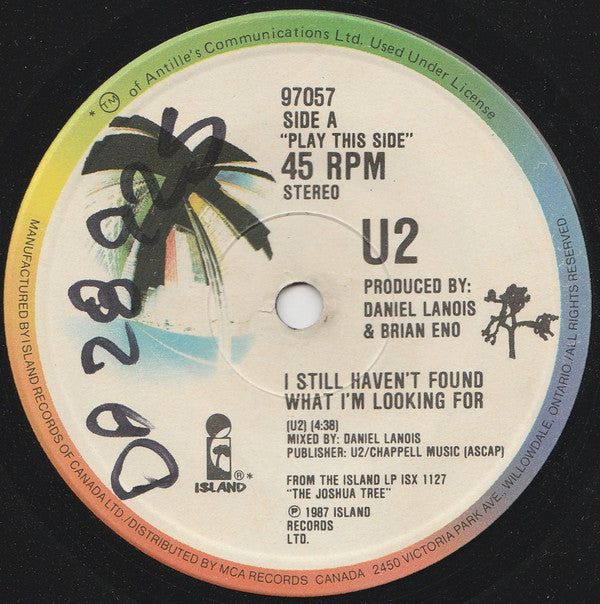 * TM of Antille's Communications Ltd. Used Under License
97057
SIDE A
"PLAY THIS SIDE"
45 RPM
STEREO
U2
PRODUCED BY:
DANIEL LANOIS
& BRIAN ENO
I STILL HAVEN'T FOUND
WHAT I'M LOOKING FOR
(U2) (4:38)
MIXED BY: DANIEL LANOIS
PUBLISHER: U2/CHAPPELL MUSIC (ASCAP)
FROM THE ISLAND LP ISX 1127
"THE JOSHUA TREE"
℗ 1987 ISLAND
RECORDS
LTD.
ISLAND ®*
MANUFACTURED BY ISLAND RECORDS OF CANADA LTD./DISTRIBUTED BY MCA RECORDS CANADA 2450 VICTORIA PARK AVE., WILLOWDALE, ONTARIO./ALL RIGHTS RESERVED